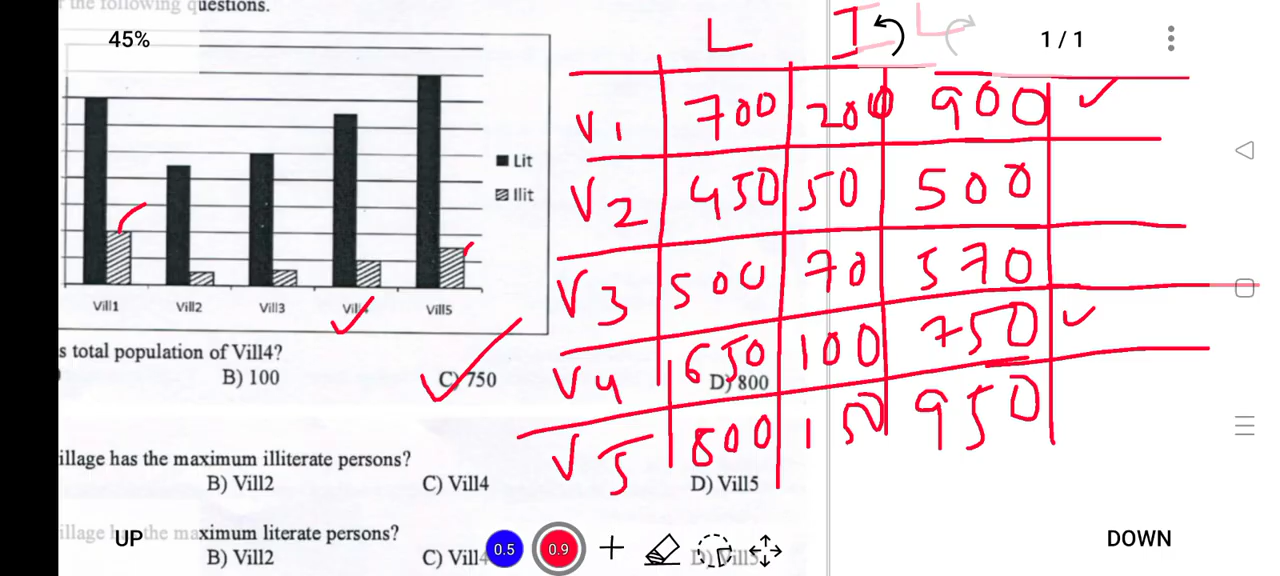 r the following questions.
45%
1 / 1
L I L
Lit
Ilit
Vill1 Vill2 Vill3 Vill4 Vill5
V1 700 200 900
V2 450 50 500
V3 500 70 570
V4 650 100 750
V5 800 150 950
s total population of Vill4?
B) 100 C) 750 D) 800
illage has the maximum illiterate persons?
B) Vill2 C) Vill4 D) Vill5
illage has the maximum literate persons?
B) Vill2 C) Vill4 D) Vill5
UP
0.5 0.9
DOWN